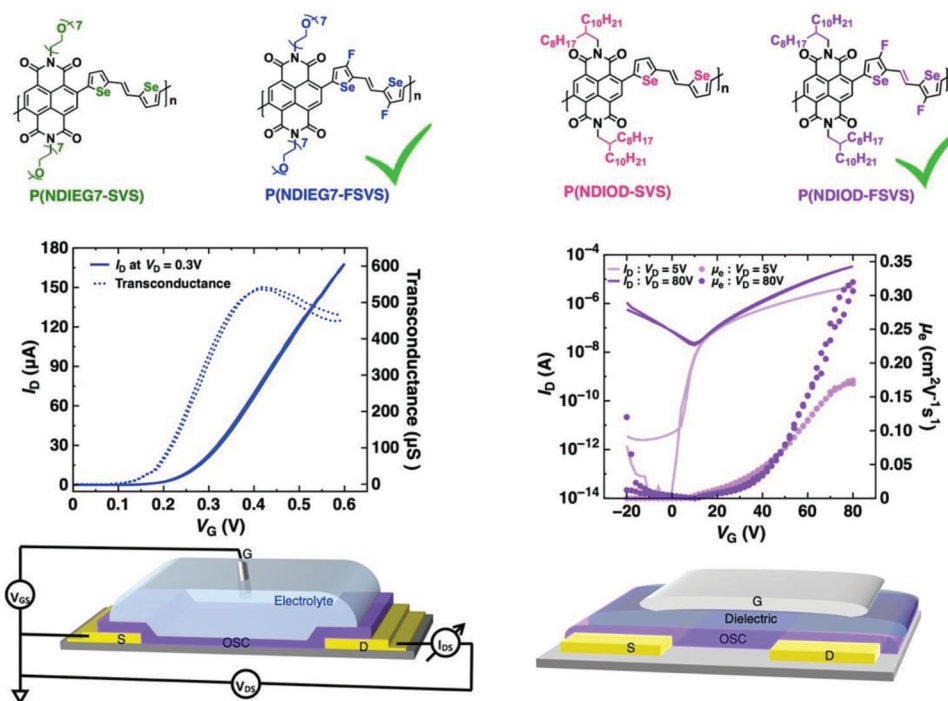 O 7
O N O
Se Se
n
O N O
7
O
P(NDIEG7-SVS)
O 7
O N O
F
Se Se
n
F
O N O
7
O
P(NDIEG7-FSVS)
C10H21
C8H17
O N O
Se Se
n
O N O
C8H17
C10H21
P(NDIOD-SVS)
C10H21
C8H17
O N O
F
Se Se
n
F
O N O
C8H17
C10H21
P(NDIOD-FSVS)
180
150
120
90
60
30
0
ID (µA)
ID at VD = 0.3V
Transconductance
600
500
400
300
200
100
0
Transconductance (µS)
0 0.1 0.2 0.3 0.4 0.5 0.6
VG (V)
10−4
10−6
10−8
10−10
10−12
10−14
ID (A)
ID : VD = 5V µe : VD = 5V
ID : VD = 80V µe : VD = 80V
0.35
0.30
0.25
0.20
0.15
0.10
0.05
0
µe (cm2V-1s1)
−20 0 20 40 60 80
VG (V)
G
VGS
Electrolyte
S OSC D
IDS
VDS
G
Dielectric
S OSC D